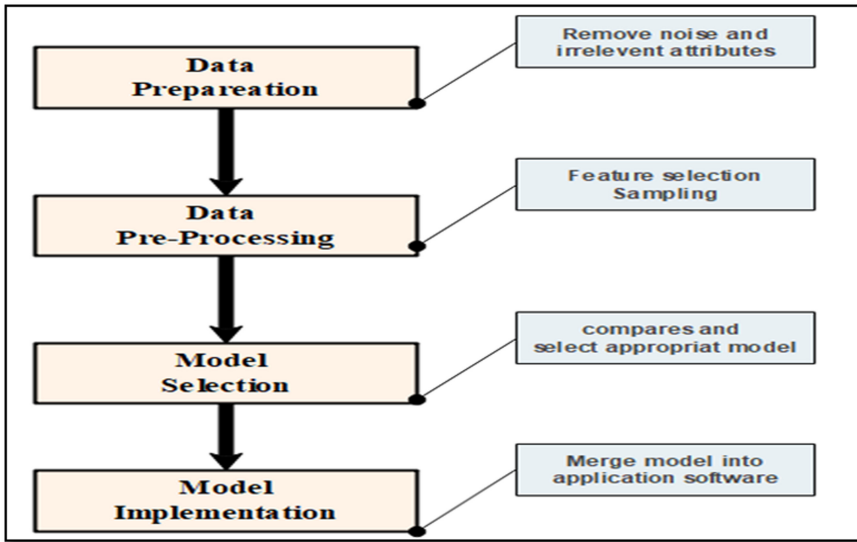 Data
Prepareation
Remove noise and
irrelevent attributes
Data
Pre-Processing
Feature selection
Sampling
Model
Selection
compares and
select appropriat model
Model
Implementation
Merge model into
application software